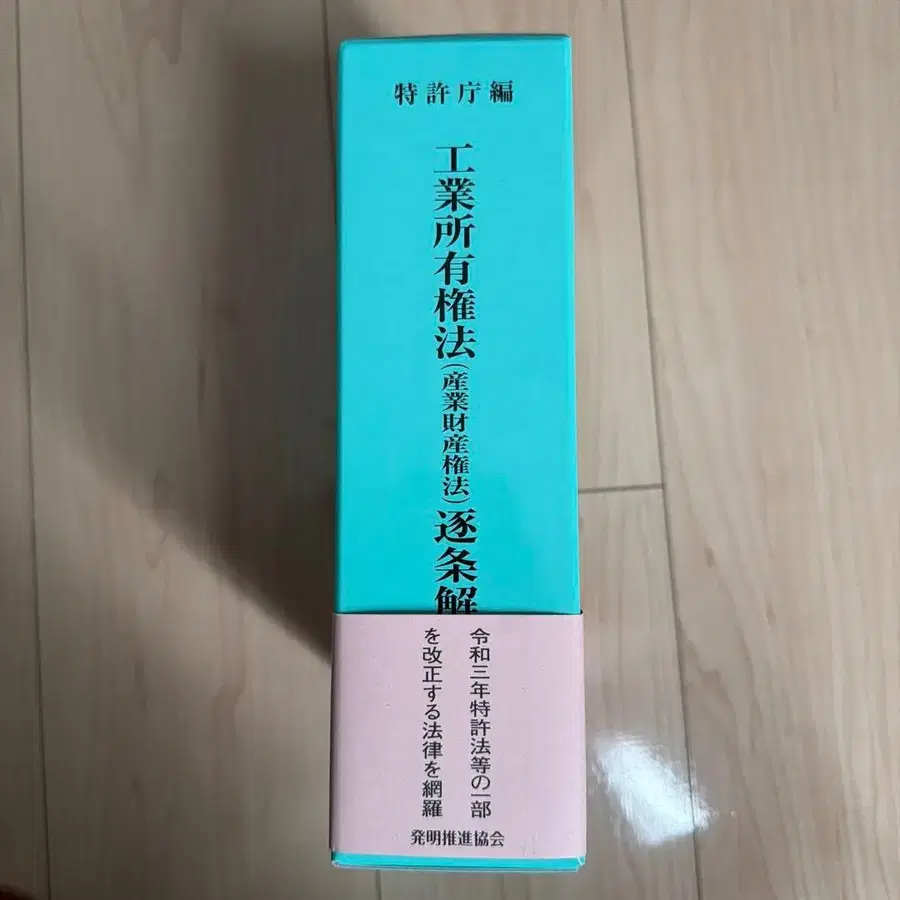 特許庁編
工業所有権法(産業財産権法)逐条解
令和三年特許法等の一部
を改正する法律を網羅
発明推進協会